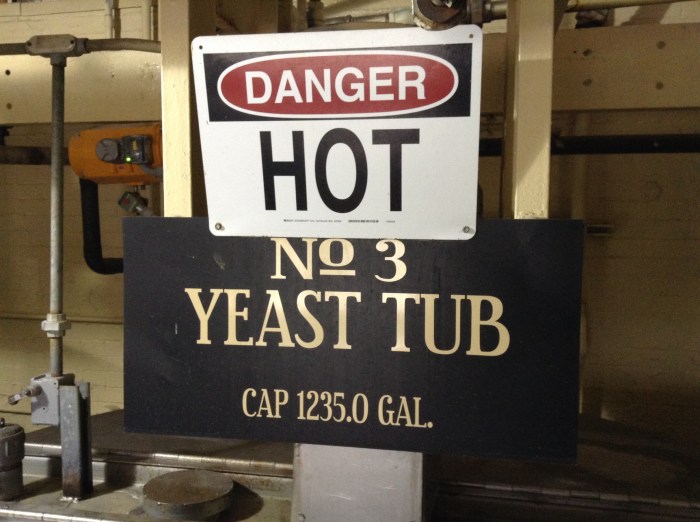 DANGER
HOT
Nº 3
YEAST TUB
CAP 1235.0 GAL.